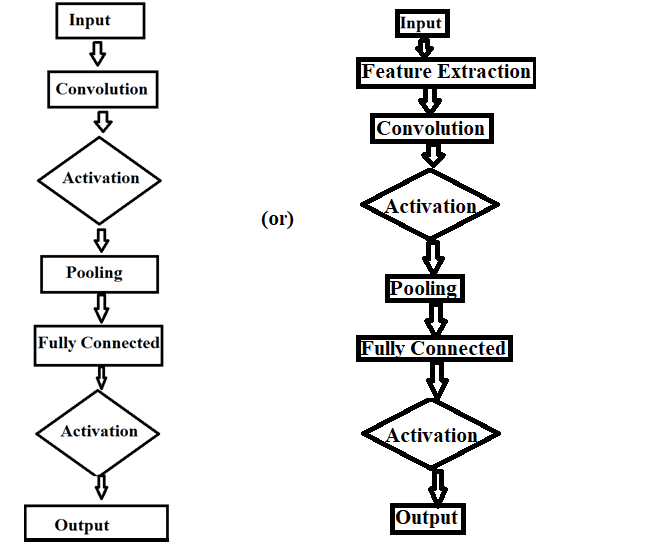 Input
Convolution
Activation
Pooling
Fully Connected
Activation
Output
(or)
Input
Feature Extraction
Convolution
Activation
Pooling
Fully Connected
Activation
Output